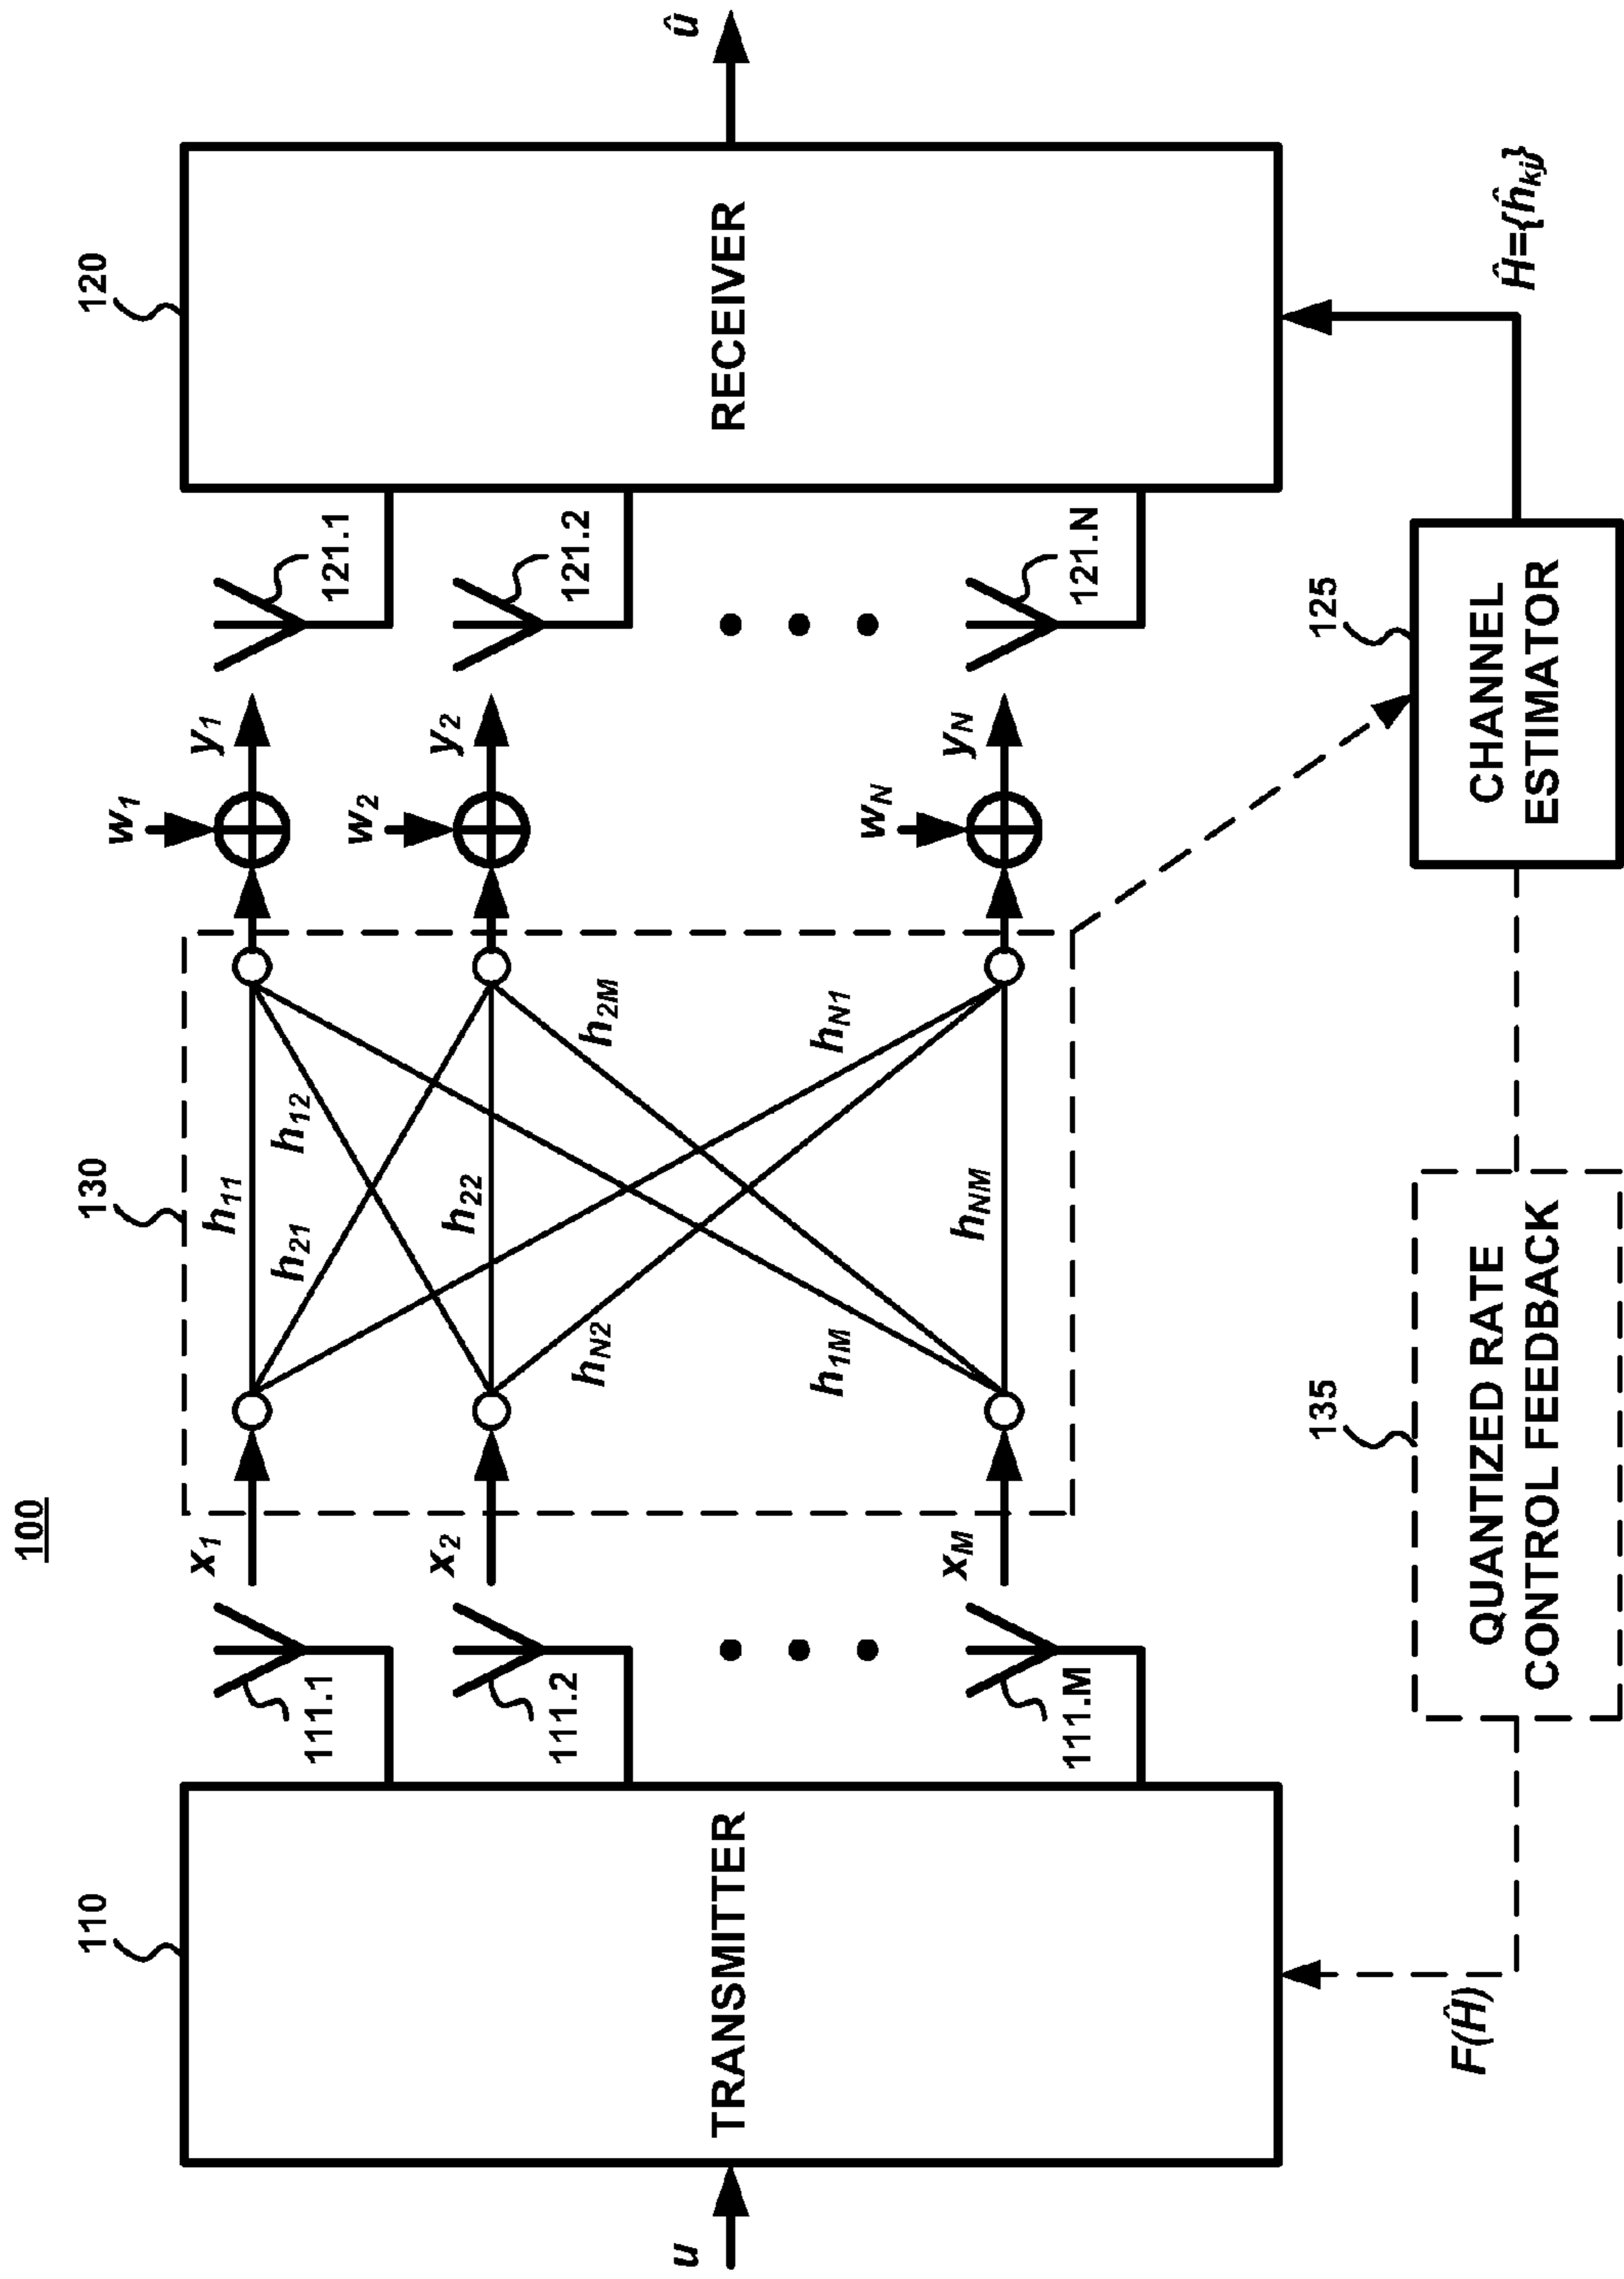 100
110
130
120
u
TRANSMITTER
111.1
111.2
111.M
x1
x2
xM
h11
h12
h21
h22
h2M
hN2
hN1
h1M
hNM
w1
w2
wN
y1
y2
yN
121.1
121.2
121.N
RECEIVER
û
F(Ĥ)
135
QUANTIZED RATE
CONTROL FEEDBACK
125
CHANNEL
ESTIMATOR
Ĥ={ĥkj}